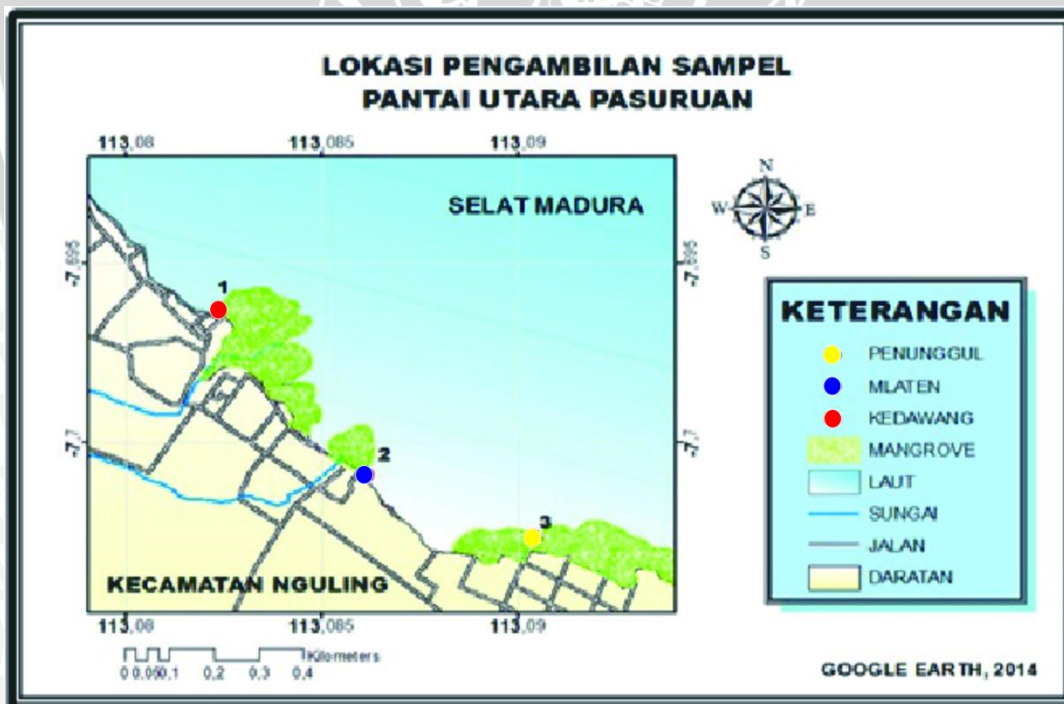 LOKASI PENGAMBILAN SAMPEL
PANTAI UTARA PASURUAN
113,08 113,085 113,09
N
W E
S
SELAT MADURA
-7,695 -7,695
1
KETERANGAN
PENUNGGUL
MLATEN
KEDAWANG
MANGROVE
LAUT
SUNGAI
JALAN
DARATAN
-7,7 -7,7
2
3
KECAMATAN NGULING
113,08 113,085 113,09
Kilometers
0 0,050,1 0,2 0,3 0,4
GOOGLE EARTH, 2014